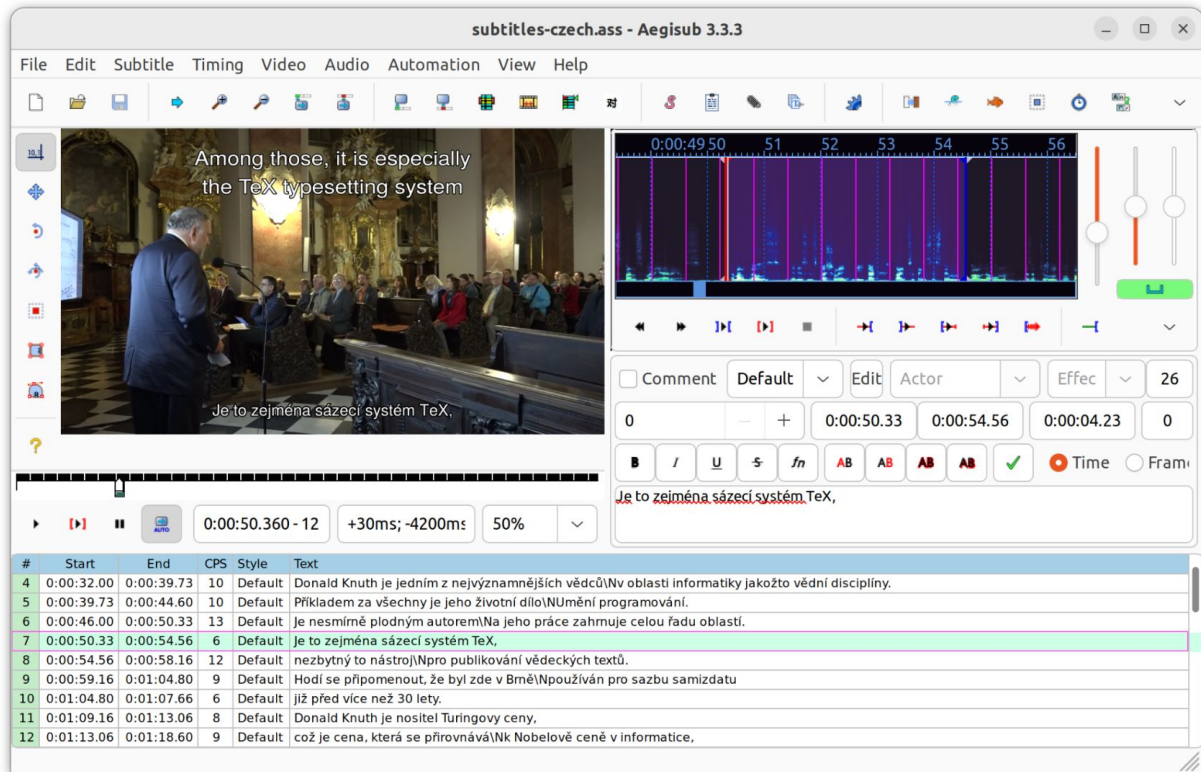 subtitles-czech.ass - Aegisub 3.3.3
File Edit Subtitle Timing Video Audio Automation View Help
Among those, it is especially
the TeX typesetting system
Je to zejména sázecí systém TeX,
0:00:50.360 - 12 +30ms; -4200ms 50%
0:00:49 50 51 52 53 54 55 56
Comment Default Edit Actor Effec 26
0 0:00:50.33 0:00:54.56 0:00:04.23 0
B I U S fn AB AB AB AB Time Fram
Je to zejména sázecí systém TeX,
# Start End CPS Style Text
4 0:00:32.00 0:00:39.73 10 Default Donald Knuth je jedním z nejvýznamnějších vědců\Nv oblasti informatiky jakožto vědní disciplíny.
5 0:00:39.73 0:00:44.60 10 Default Příkladem za všechny je jeho životní dílo\NUmění programování.
6 0:00:46.00 0:00:50.33 13 Default Je nesmírně plodným autorem\Na jeho práce zahrnuje celou řadu oblastí.
7 0:00:50.33 0:00:54.56 6 Default Je to zejména sázecí systém TeX,
8 0:00:54.56 0:00:58.16 12 Default nezbytný to nástroj\Npro publikování vědeckých textů.
9 0:00:59.16 0:01:04.80 9 Default Hodí se připomenout, že byl zde v Brně\Npoužíván pro sazbu samizdatu
10 0:01:04.80 0:01:07.66 6 Default již před více než 30 lety.
11 0:01:09.16 0:01:13.06 8 Default Donald Knuth je nositel Turingovy ceny,
12 0:01:13.06 0:01:18.60 9 Default což je cena, která se přirovnává\Nk Nobelově ceně v informatice,